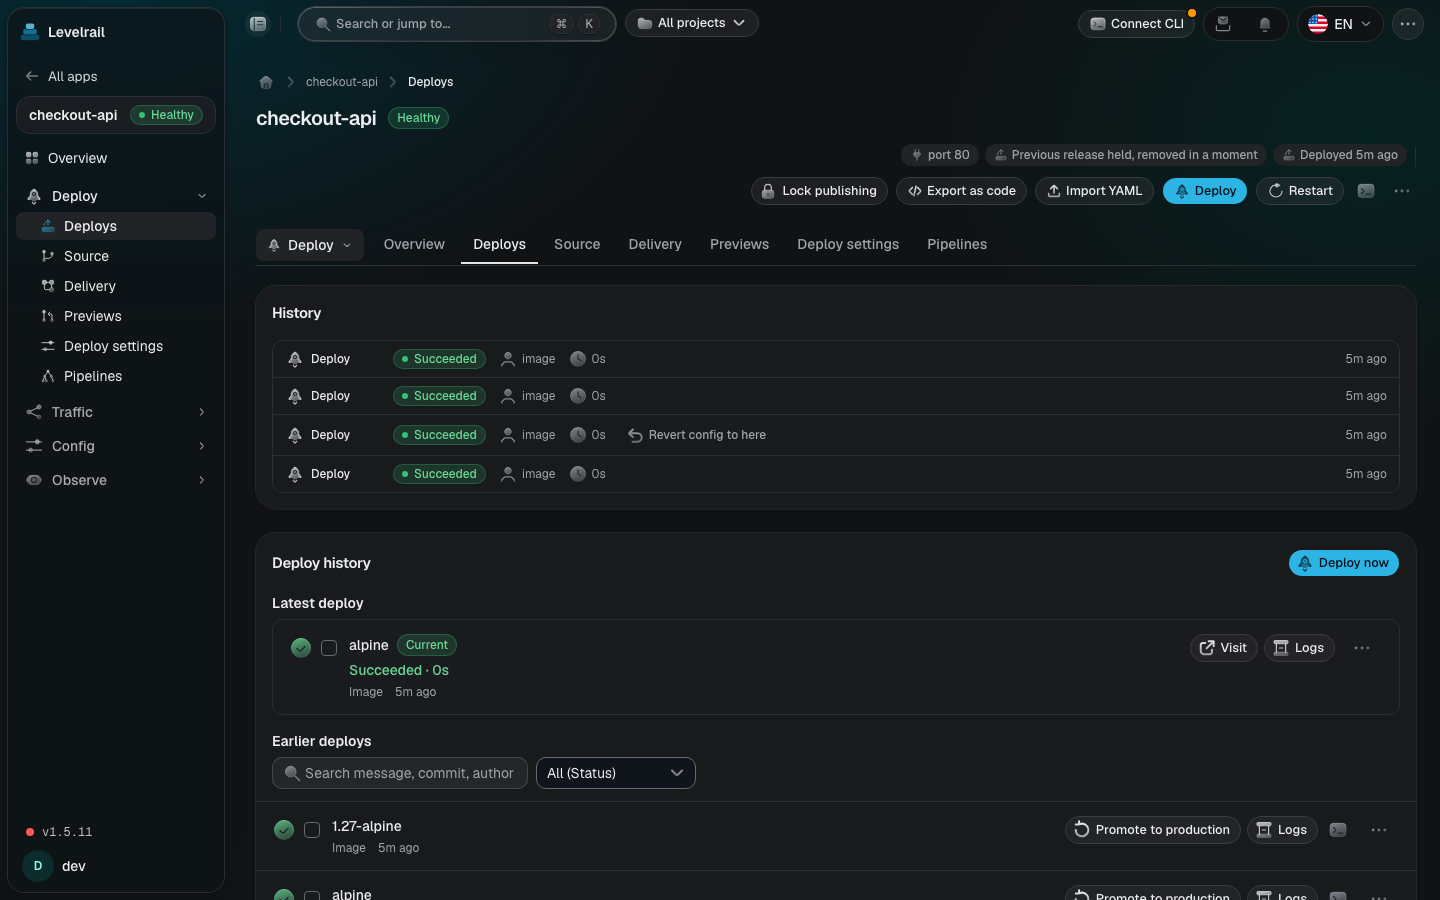 Levelrail
Search or jump to...
⌘ K
All projects
Connect CLI
EN
All apps
checkout-api
Healthy
Overview
Deploy
Deploys
Source
Delivery
Previews
Deploy settings
Pipelines
Traffic
Config
Observe
v1.5.11
D
dev
checkout-api
Deploys
checkout-api
Healthy
port 80
Previous release held, removed in a moment
Deployed 5m ago
Lock publishing
Export as code
Import YAML
Deploy
Restart
Deploy
Overview
Deploys
Source
Delivery
Previews
Deploy settings
Pipelines
History
Deploy Succeeded image 0s 5m ago
Deploy Succeeded image 0s 5m ago
Deploy Succeeded image 0s Revert config to here 5m ago
Deploy Succeeded image 0s 5m ago
Deploy history
Deploy now
Latest deploy
alpine Current
Visit
Logs
Succeeded · 0s
Image 5m ago
Earlier deploys
Search message, commit, author
All (Status)
1.27-alpine
Promote to production
Logs
Image 5m ago
alpine
Promote to production
Logs